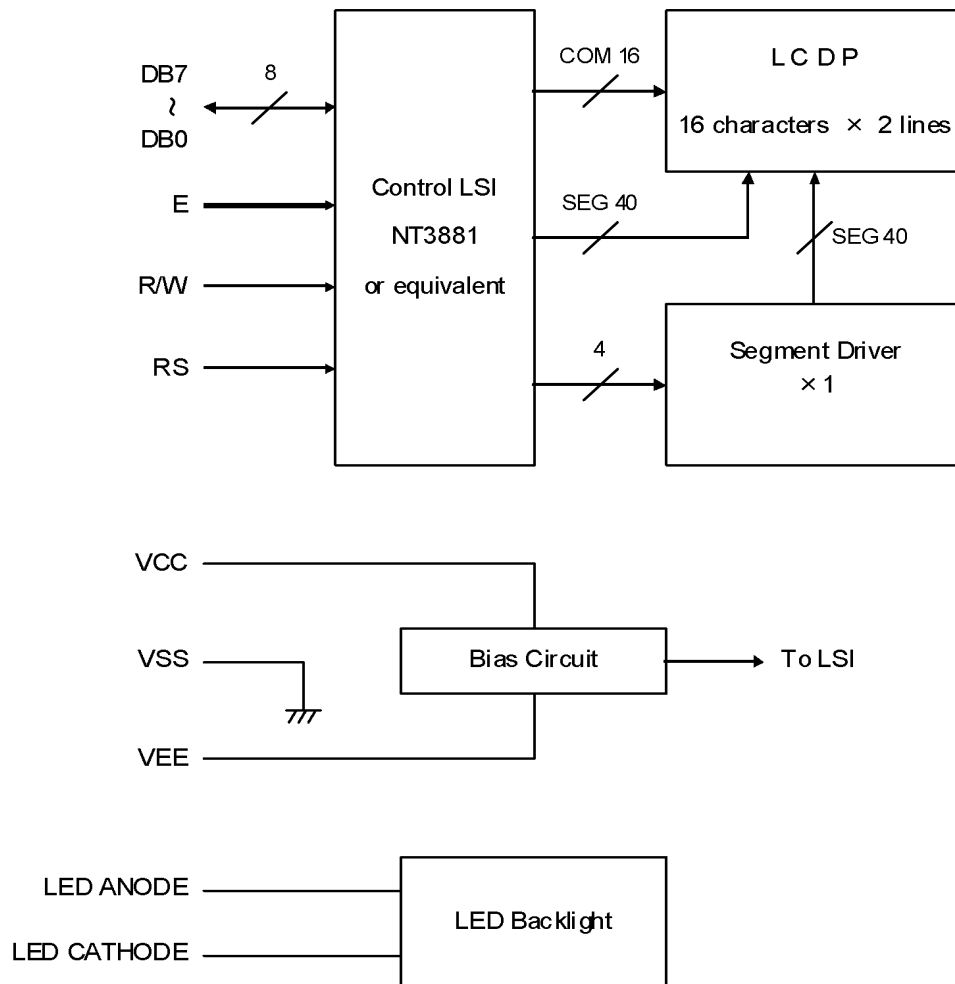 DB7
~
DB0
8
E
R/W
RS
Control LSI
NT3881
or equivalent
COM 16
SEG 40
4
L C D P
16 characters × 2 lines
SEG 40
Segment Driver
× 1
VCC
VSS
VEE
Bias Circuit
To LSI
LED ANODE
LED CATHODE
LED Backlight